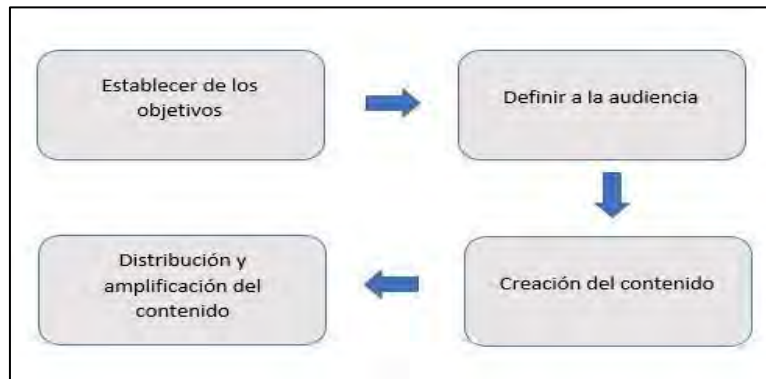 Establecer de los
objetivos
Definir a la audiencia
Creación del contenido
Distribución y
amplificación del
contenido